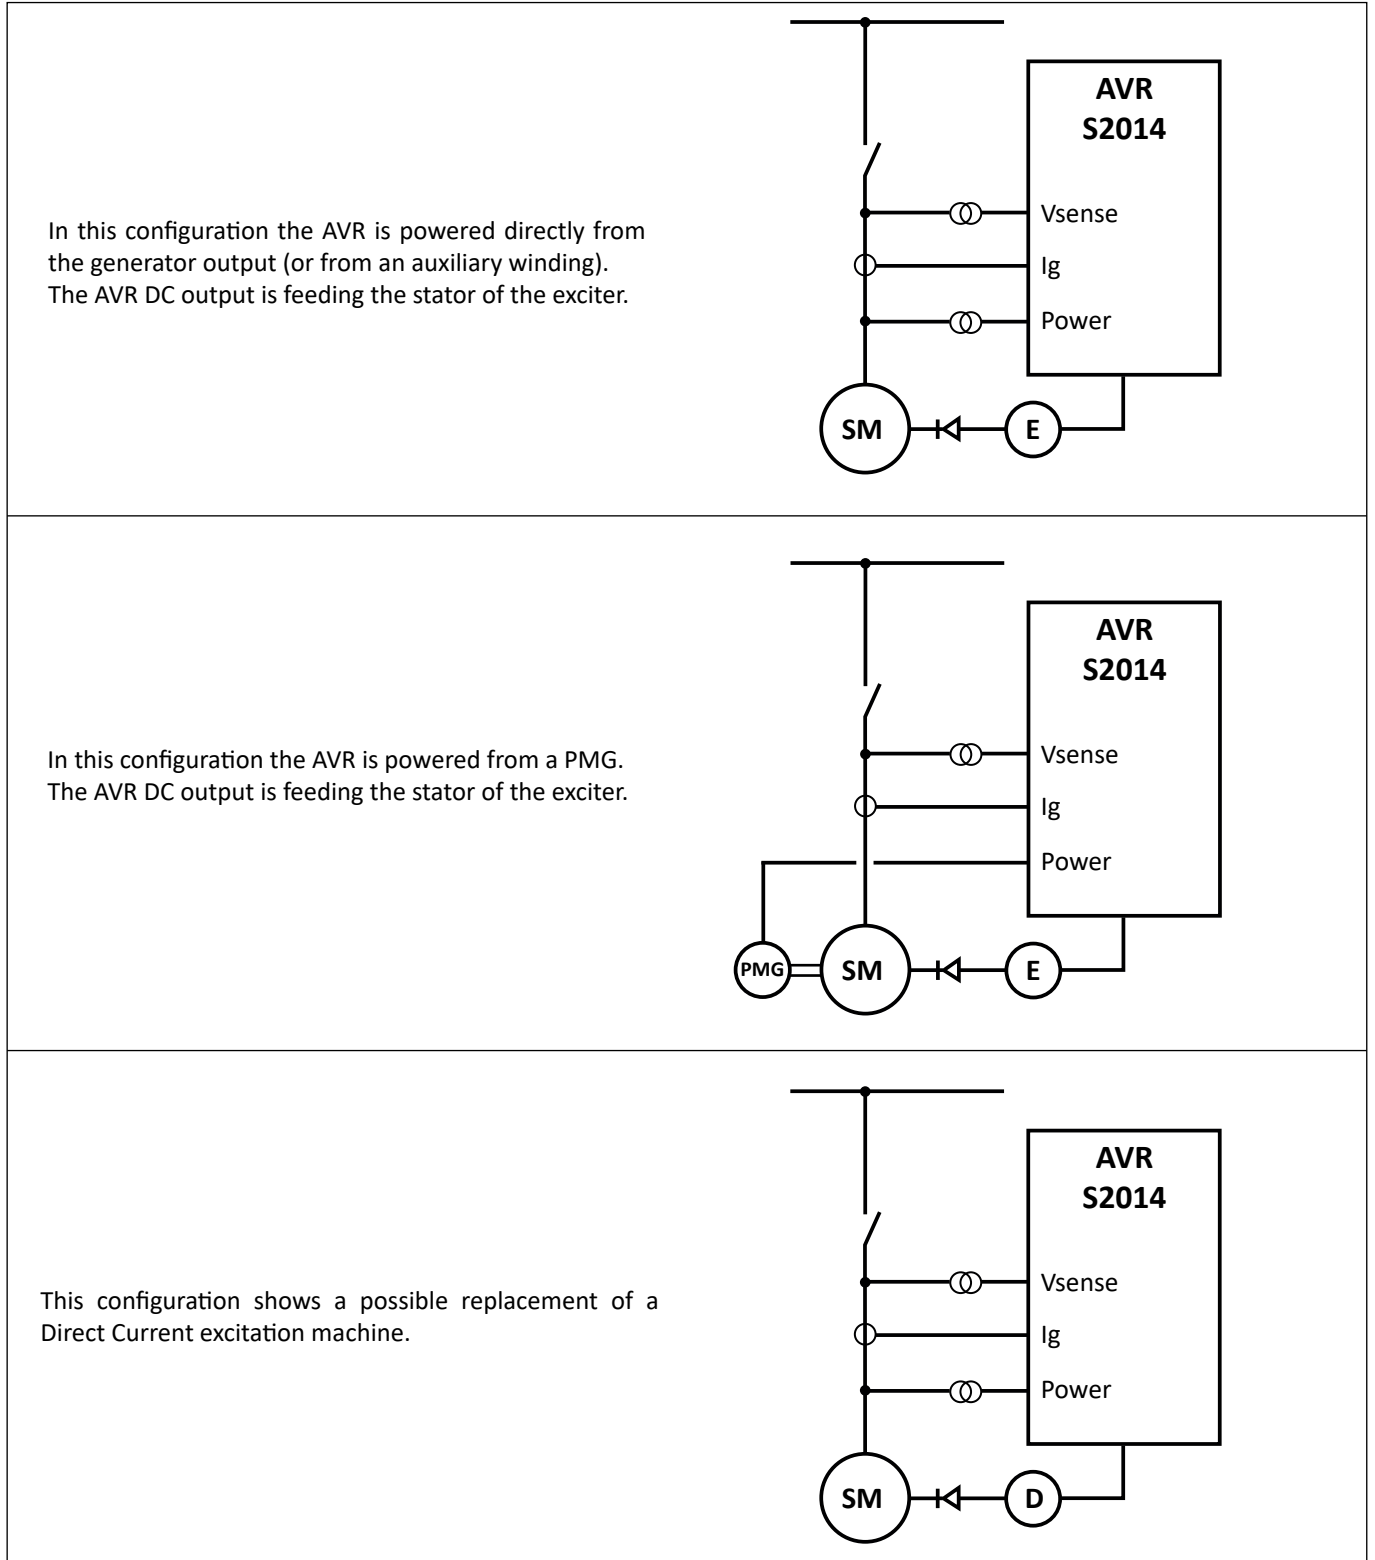 In this configuration the AVR is powered directly from
the generator output (or from an auxiliary winding).
The AVR DC output is feeding the stator of the exciter.
AVR
S2014
Vsense
Ig
Power
SM
E
In this configuration the AVR is powered from a PMG.
The AVR DC output is feeding the stator of the exciter.
AVR
S2014
Vsense
Ig
Power
PMG
SM
E
This configuration shows a possible replacement of a
Direct Current excitation machine.
AVR
S2014
Vsense
Ig
Power
SM
D